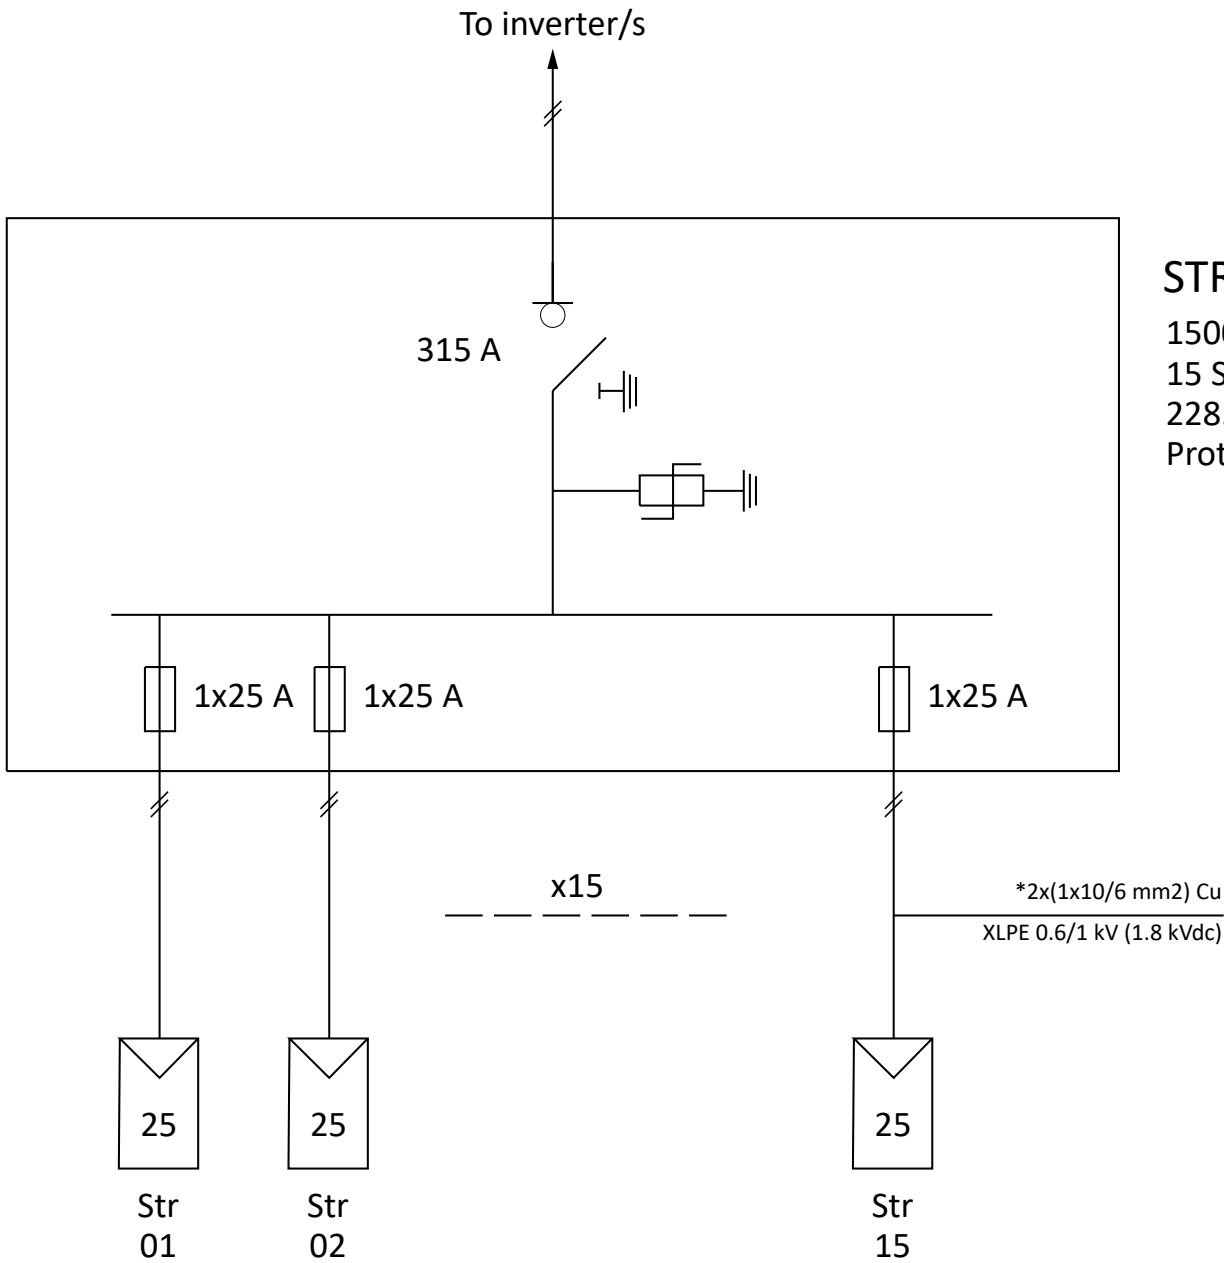 To inverter/s
STR
315 A
150
15 S
228.
Prot
1x25 A 1x25 A 1x25 A
x15
*2x(1x10/6 mm2) Cu
XLPE 0.6/1 kV (1.8 kVdc)
25 25 25
Str Str Str
01 02 15